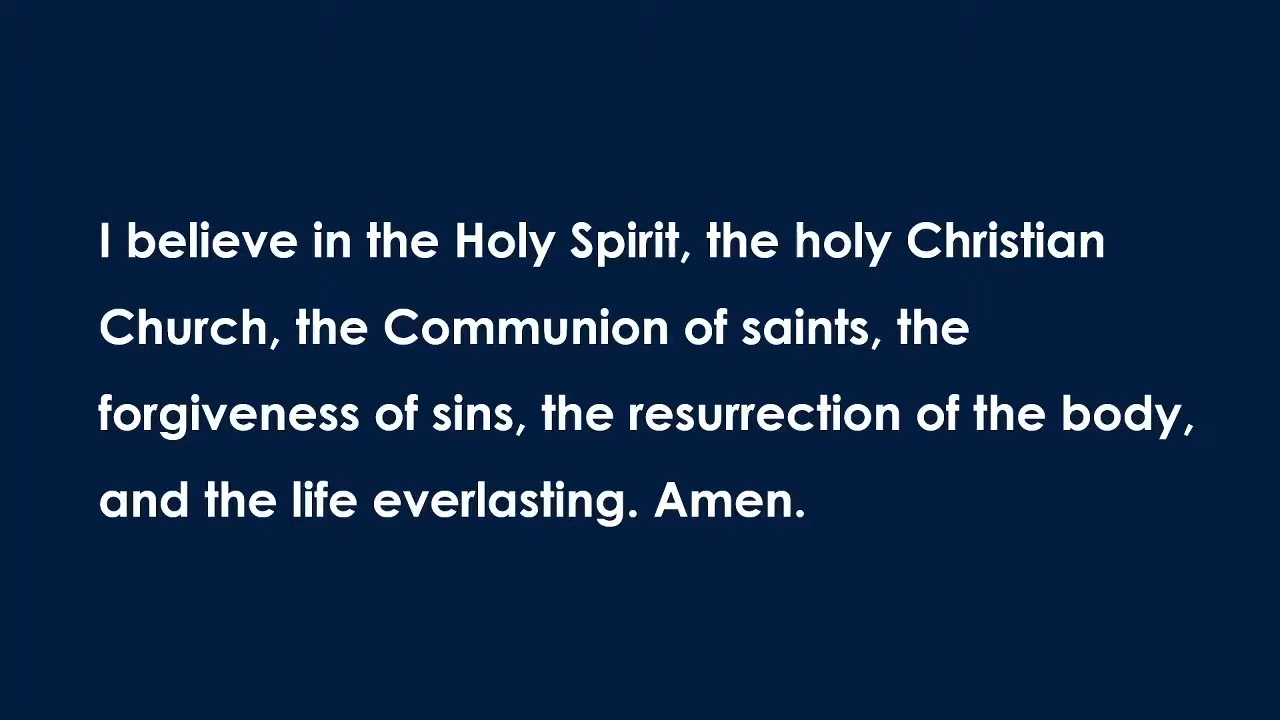 I believe in the Holy Spirit, the holy Christian
Church, the Communion of saints, the
forgiveness of sins, the resurrection of the body,
and the life everlasting. Amen.